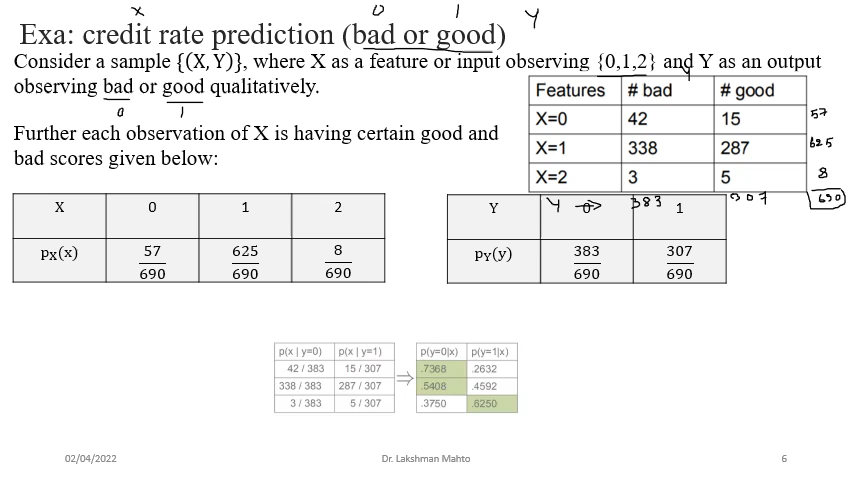 x 0 1 Y
Exa: credit rate prediction (bad or good)
Consider a sample {(X, Y)}, where X as a feature or input observing {0,1,2} and Y as an output
observing bad or good qualitatively.
0 1
Further each observation of X is having certain good and
bad scores given below:
Y
Features # bad # good
X=0 42 15 57
X=1 338 287 625
X=2 3 5 8
Y → 383 307 690
X 0 1 2
pX(x) 57/690 625/690 8/690
Y 0 1
pY(y) 383/690 307/690
p(x | y=0) p(x | y=1) p(y=0|x) p(y=1|x)
42 / 383 15 / 307 .7368 .2632
338 / 383 287 / 307 ⇒ .5408 .4592
3 / 383 5 / 307 .3750 .6250
02/04/2022 Dr. Lakshman Mahto 6